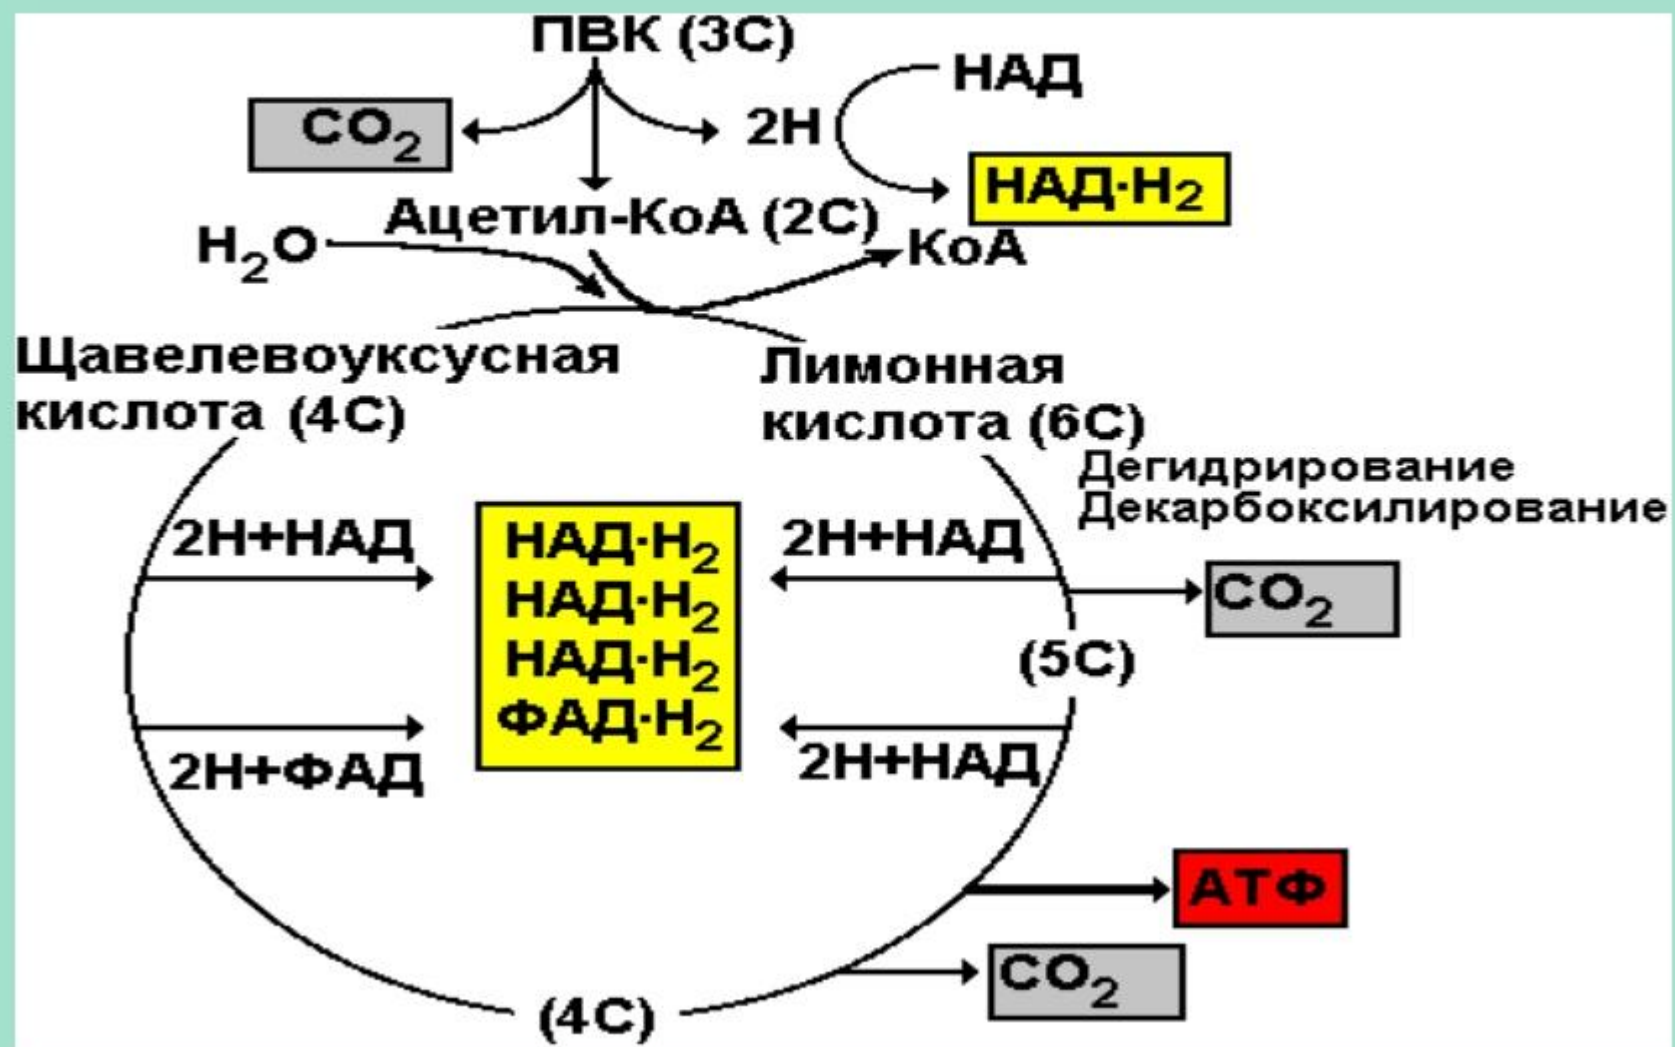 ПВК (3С)
НАД
CO₂
2Н
НАД·Н₂
Ацетил-КоА (2С)
H₂O
КоА
Щавелевоуксусная
кислота (4С)
Лимонная
кислота (6С)
Дегидрирование
Декарбоксилирование
2Н+НАД
НАД·Н₂
НАД·Н₂
НАД·Н₂
ФАД·Н₂
2Н+НАД
CO₂
(5С)
2Н+ФАД
2Н+НАД
АТФ
CO₂
(4С)